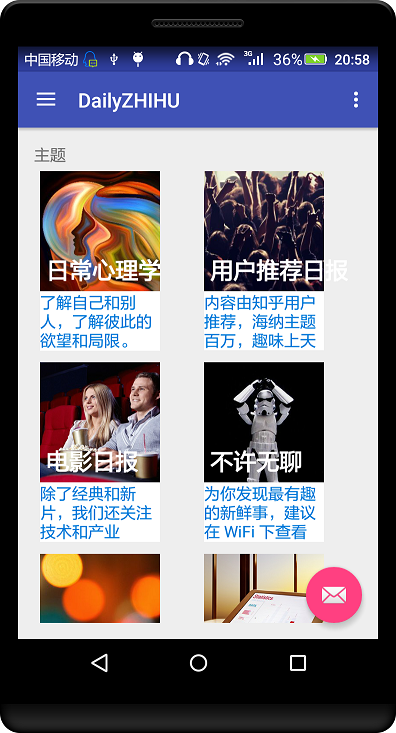 中国移动 3G 36% 20:58
DailyZHIHU
主题
日常心理学
用户推荐日报
了解自己和别
人，了解彼此的
欲望和局限。
内容由知乎用户
推荐，海纳主题
百万，趣味上天
电影日报
不许无聊
除了经典和新
片，我们还关注
技术和产业
为你发现最有趣
的新鲜事，建议
在 WiFi 下查看
Statistics